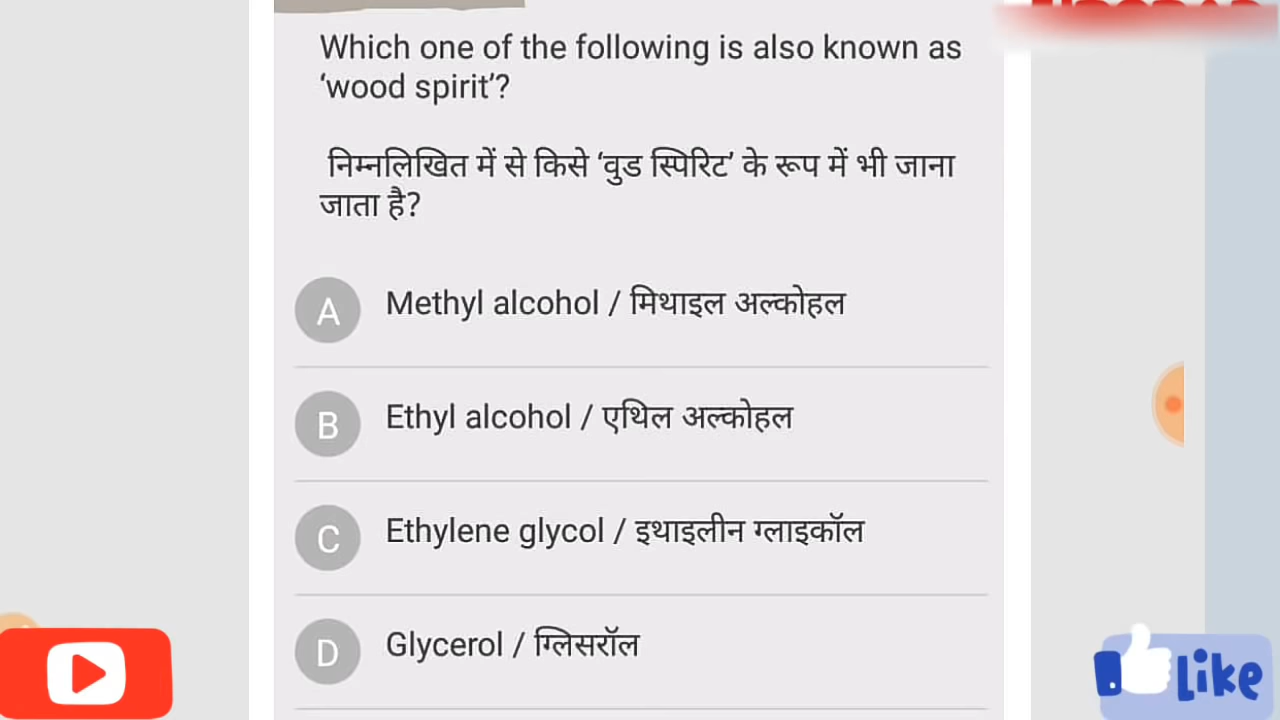 Which one of the following is also known as
‘wood spirit’?
निम्नलिखित में से किसे ‘वुड स्पिरिट’ के रूप में भी जाना
जाता है?
A Methyl alcohol / मिथाइल अल्कोहल
B Ethyl alcohol / एथिल अल्कोहल
C Ethylene glycol / इथाइलीन ग्लाइकॉल
D Glycerol / ग्लिसरॉल
Like